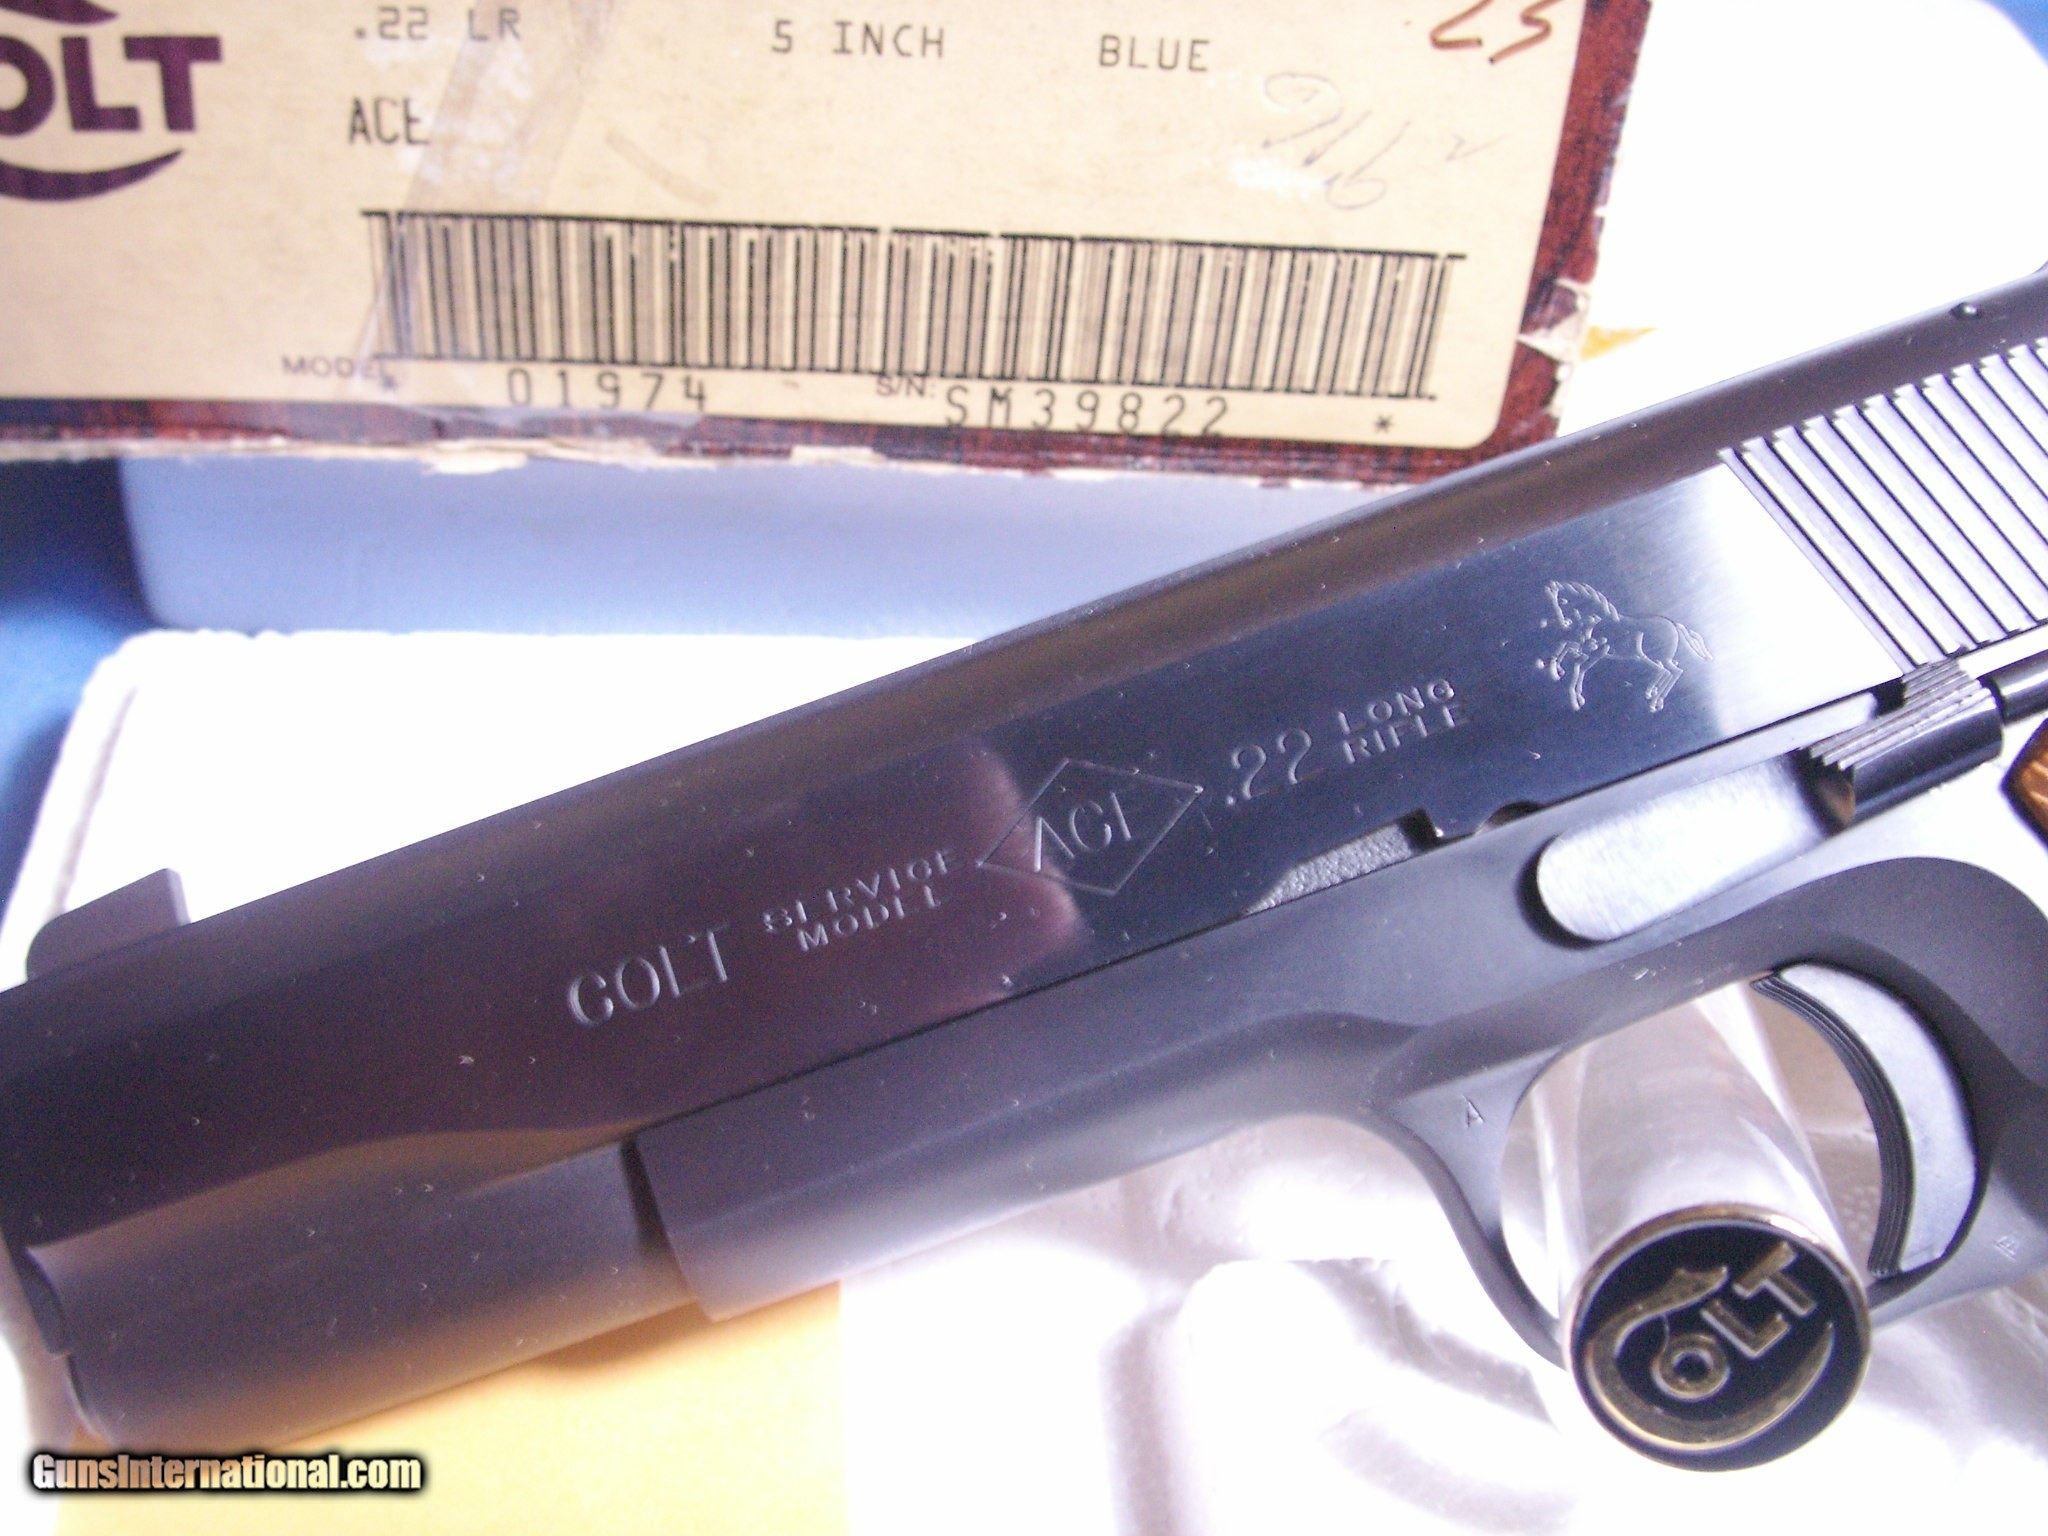 .22 LR 5 INCH BLUE 23
OLT
ACE
MODEL 01974 S/N: SM39822 *
COLT SERVICE MODEL ACE .22 LONG RIFLE
A
COLT
GunsInternational.com